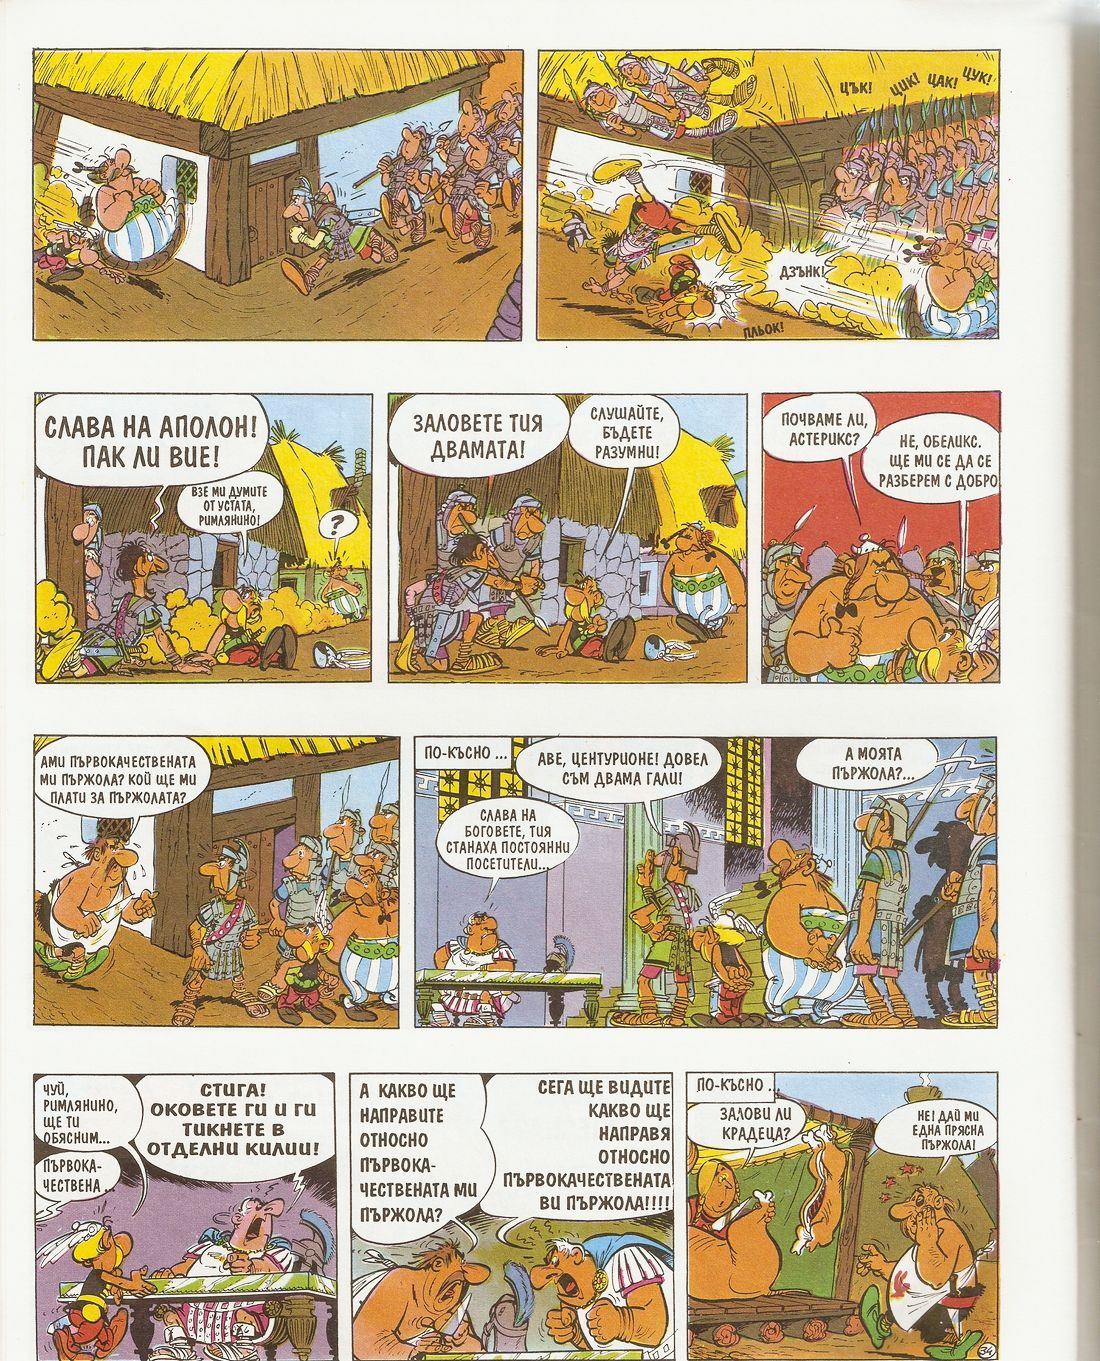 ЦЪК!
ЦИК!
ЦАК!
ЦУК!
ДЗЪНК!
ПЛЬОК!
СЛАВА НА АПОЛОН!
ПАК ЛИ ВИЕ!
ВЗЕ МИ ДУМИТЕ
ОТ УСТАТА,
РИМЛЯНИНО!
?
ЗАЛОВЕТЕ ТИЯ
ДВАМАТА!
СЛУШАЙТЕ,
БЪДЕТЕ
РАЗУМНИ!
ПОЧВАМЕ ЛИ,
АСТЕРИКС?
НЕ, ОБЕЛИКС.
ЩЕ МИ СЕ ДА СЕ
РАЗБЕРЕМ С ДОБРО
АМИ ПЪРВОКАЧЕСТВЕНАТА
МИ ПЪРЖОЛА? КОЙ ЩЕ МИ
ПЛАТИ ЗА ПЪРЖОЛАТА?
ПО-КЪСНО ...
АВЕ, ЦЕНТУРИОНЕ! ДОВЕЛ
СЪМ ДВАМА ГАЛИ!
СЛАВА НА
БОГОВЕТЕ, ТИЯ
СТАНАХА ПОСТОЯННИ
ПОСЕТИТЕЛИ...
А МОЯТА
ПЪРЖОЛА?...
ЧУЙ,
РИМЛЯНИНО,
ЩЕ ТИ
ОБЯСНИМ...
СТИГА!
ОКОВЕТЕ ГИ И ГИ
ТИКНЕТЕ В
ОТДЕЛНИ КИЛИИ!
ПЪРВОКА-
ЧЕСТВЕНА...
А КАКВО ЩЕ
НАПРАВИТЕ
ОТНОСНО
ПЪРВОКА-
ЧЕСТВЕНАТА МИ
ПЪРЖОЛА?
СЕГА ЩЕ ВИДИТЕ
КАКВО ЩЕ
НАПРАВЯ
ОТНОСНО
ПЪРВОКАЧЕСТВЕНАТА
ВИ ПЪРЖОЛА!!!!
ПО-КЪСНО ...
ЗАЛОВИ ЛИ
КРАДЕЦА?
НЕ! ДАЙ МИ
ЕДНА ПРЯСНА
ПЪРЖОЛА!
34